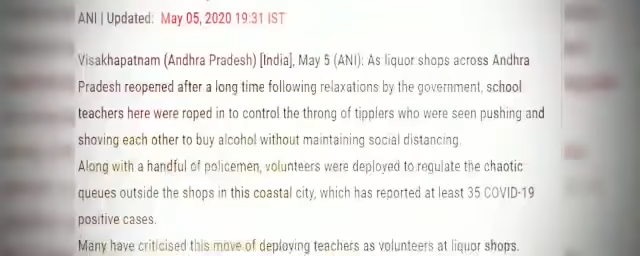 ANI | Updated: May 05, 2020 19:31 IST
Visakhapatnam (Andhra Pradesh) [India], May 5 (ANI): As liquor shops across Andhra
Pradesh reopened after a long time following relaxations by the government, school
teachers here were roped in to control the throng of tipplers who were seen pushing and
shoving each other to buy alcohol without maintaining social distancing.
Along with a handful of policemen, volunteers were deployed to regulate the chaotic
queues outside the shops in this coastal city, which has reported at least 35 COVID-19
positive cases.
Many have criticised this move of deploying teachers as volunteers at liquor shops.